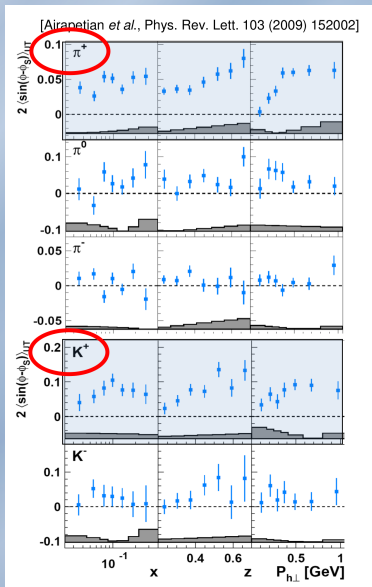 [Airapetian et al., Phys. Rev. Lett. 103 (2009) 152002]
2 ⟨sin(ϕ-ϕS)⟩UT
π+
0.1
0.05
0
π0
0.1
0
-0.1
π-
0.05
0
-0.05
2 ⟨sin(ϕ-ϕS)⟩UT
K+
0.2
0.1
0
K-
0.1
0
-0.1
10-1
0.4 0.6
0.5 1
x z Ph⊥ [GeV]